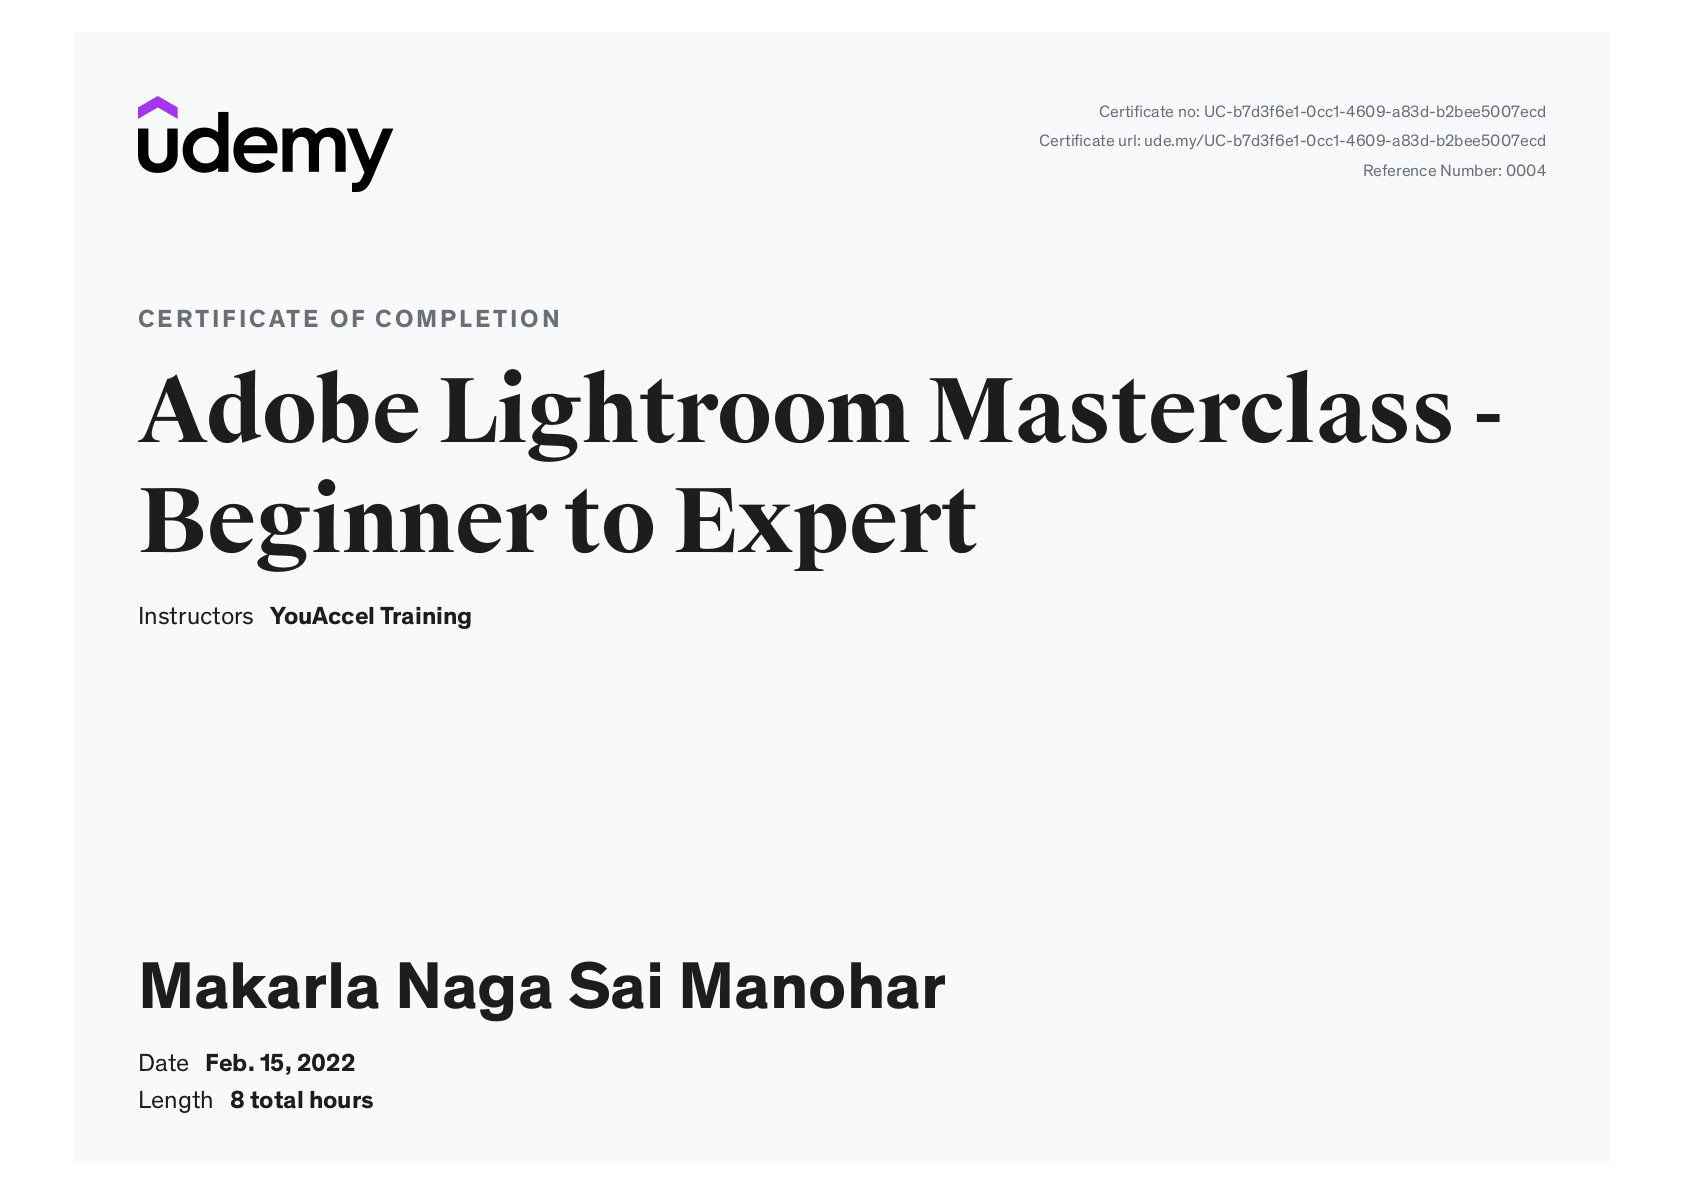 udemy
Certificate no: UC-b7d3f6e1-0cc1-4609-a83d-b2bee5007ecd
Certificate url: ude.my/UC-b7d3f6e1-0cc1-4609-a83d-b2bee5007ecd
Reference Number: 0004
CERTIFICATE OF COMPLETION
Adobe Lightroom Masterclass -
Beginner to Expert
Instructors YouAccel Training
Makarla Naga Sai Manohar
Date Feb. 15, 2022
Length 8 total hours